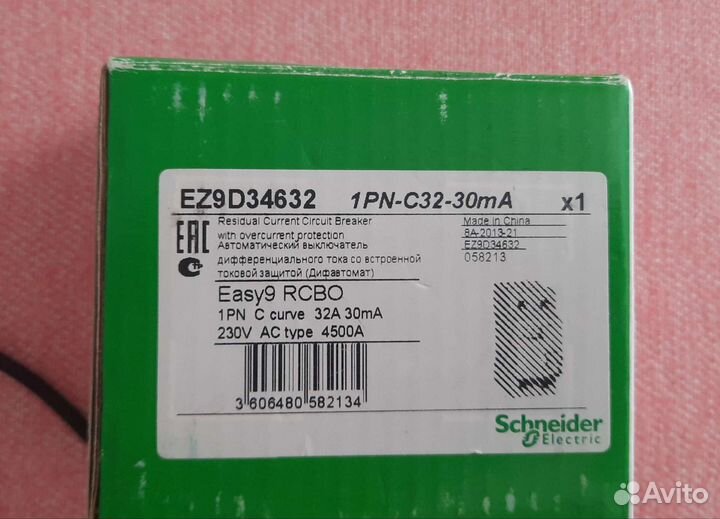 EZ9D34632 1PN-C32-30mA x1
Residual Current Circuit Breaker
with overcurrent protection
Автоматический выключатель
дифференциального тока со встроенной
токовой защитой (Дифавтомат)
EAC
Made in China
8A-2013-21
EZ9D34632
058213
Easy9 RCBO
1PN C curve 32A 30mA
230V AC type 4500A
3 606480 582134
Schneider
Electric
Avito